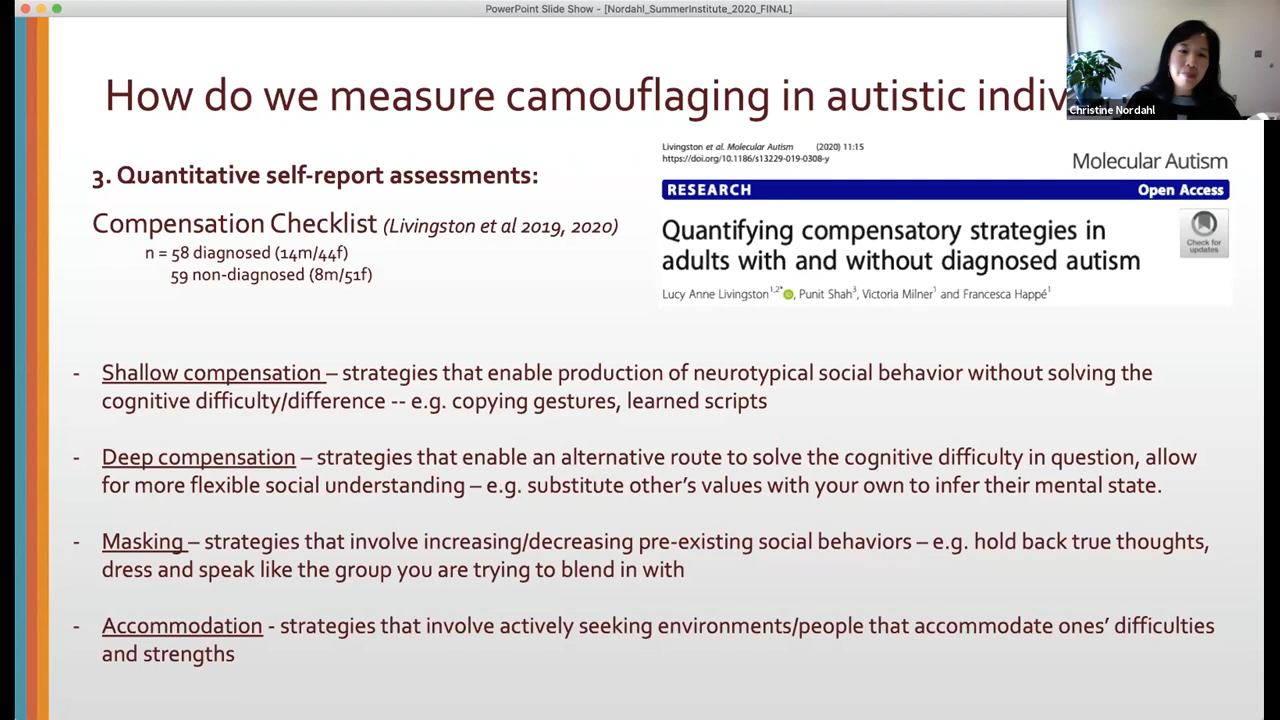 PowerPoint Slide Show - [Nordahl_SummerInstitute_2020_FINAL]
How do we measure camouflaging in autistic indiv
Christine Nordahl
3. Quantitative self-report assessments:
Compensation Checklist (Livingston et al 2019, 2020)
n = 58 diagnosed (14m/44f)
59 non-diagnosed (8m/51f)
Livingston et al. Molecular Autism (2020) 11:15
https://doi.org/10.1186/s13229-019-0308-y
Molecular Autism
RESEARCH Open Access
Quantifying compensatory strategies in
adults with and without diagnosed autism
Check for
updates
Lucy Anne Livingston1,2*, Punit Shah3, Victoria Milner1 and Francesca Happé1
- Shallow compensation – strategies that enable production of neurotypical social behavior without solving the
cognitive difficulty/difference -- e.g. copying gestures, learned scripts
- Deep compensation – strategies that enable an alternative route to solve the cognitive difficulty in question, allow
for more flexible social understanding – e.g. substitute other's values with your own to infer their mental state.
- Masking – strategies that involve increasing/decreasing pre-existing social behaviors – e.g. hold back true thoughts,
dress and speak like the group you are trying to blend in with
- Accommodation - strategies that involve actively seeking environments/people that accommodate ones' difficulties
and strengths